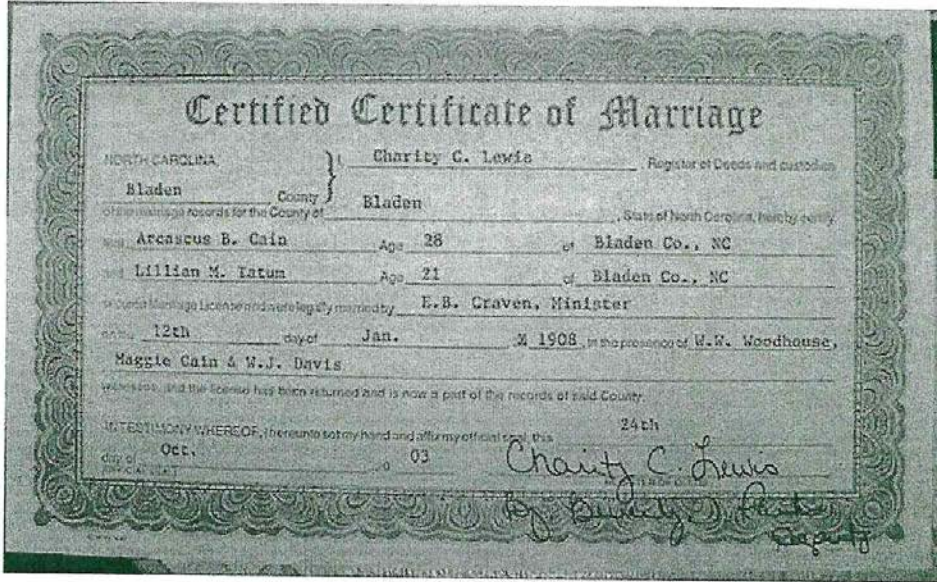 Certified Certificate of Marriage
NORTH CAROLINA, } I, Charity C. Lewis, Register of Deeds and custodian
Bladen County
of the marriage records for the County of Bladen, State of North Carolina, hereby certify
that Arcascus B. Cain Age 28 of Bladen Co., NC
and Lillian M. Tatum Age 21 of Bladen Co., NC
secured Marriage License and were legally married by E.B. Craven, Minister
on the 12th day of Jan. 1908, in the presence of W.W. Woodhouse,
Maggie Cain & W.J. Davis
witnesses, and the license has been returned and is now a part of the records of said County.
IN TESTIMONY WHEREOF, I hereunto set my hand and affix my official seal, this 24th
day of Oct. 03
Charity C. Lewis
By Beverly
Deputy